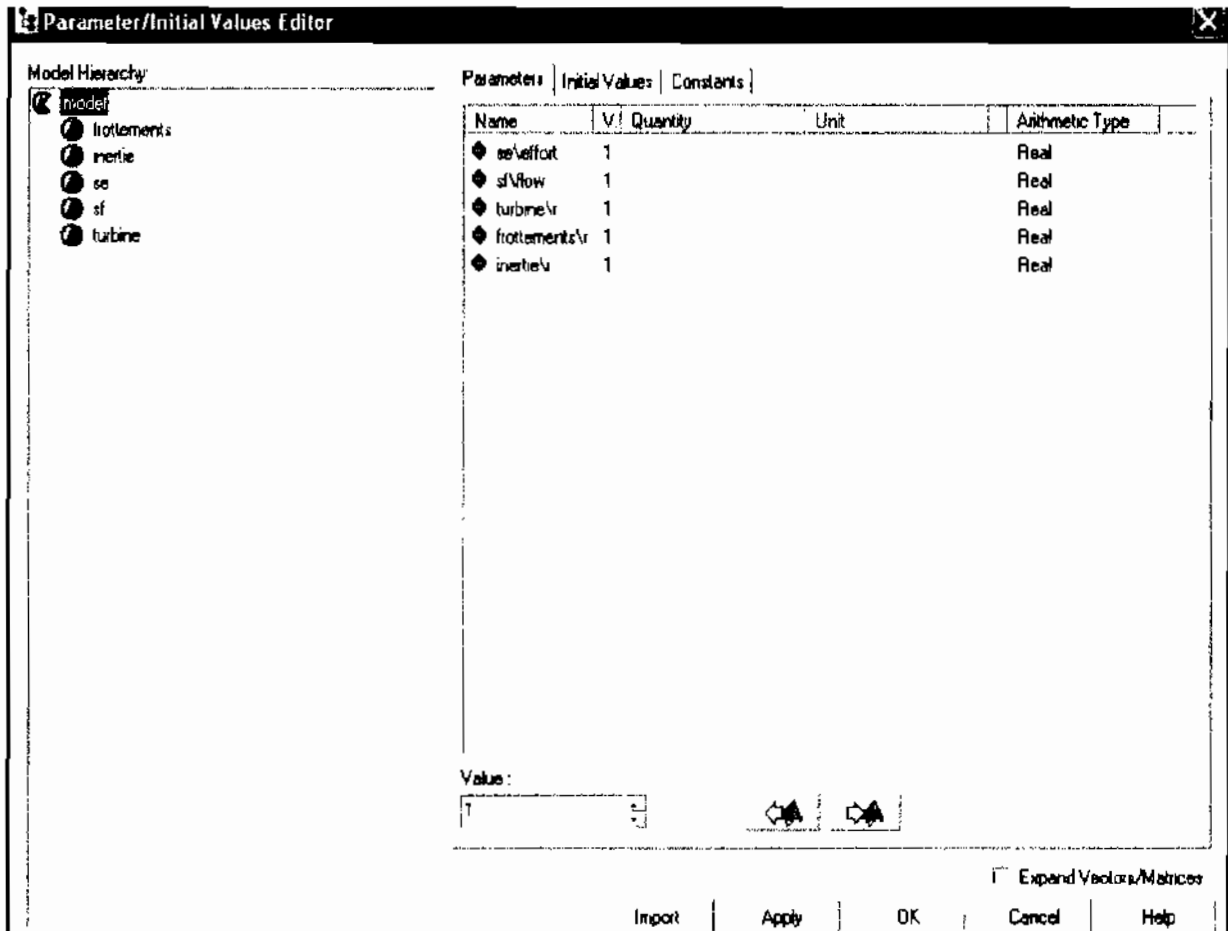 Parameter/Initial Values Editor
Model Hierarchy:
model
frottements
inertie
se
sf
turbine
Parameters Initial Values Constants
Name V. Quantity Unit Arithmetic Type
se\effort 1 Real
sf\flow 1 Real
turbine\r 1 Real
frottements\r 1 Real
inertie\i 1 Real
Value :
1
Expand Vectors/Matrices
Import Apply OK Cancel Help